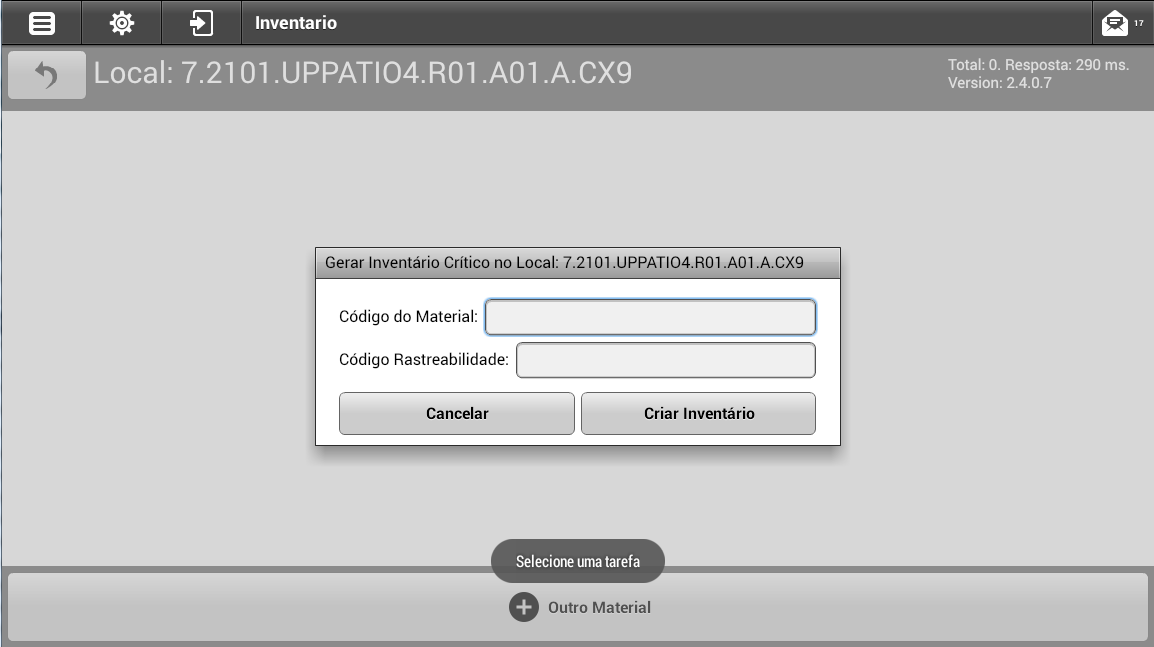 Inventario
17
Local: 7.2101.UPPATIO4.R01.A01.A.CX9
Total: 0. Resposta: 290 ms.
Version: 2.4.0.7
Gerar Inventário Crítico no Local: 7.2101.UPPATIO4.R01.A01.A.CX9
Código do Material:
Código Rastreabilidade:
Cancelar
Criar Inventário
Selecione uma tarefa
Outro Material